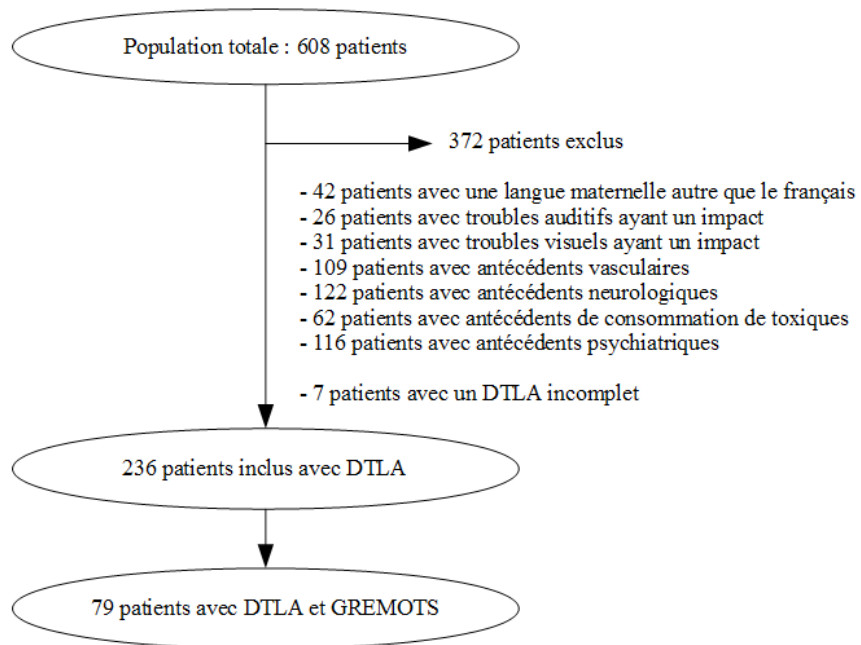 Population totale : 608 patients
372 patients exclus
- 42 patients avec une langue maternelle autre que le français
- 26 patients avec troubles auditifs ayant un impact
- 31 patients avec troubles visuels ayant un impact
- 109 patients avec antécédents vasculaires
- 122 patients avec antécédents neurologiques
- 62 patients avec antécédents de consommation de toxiques
- 116 patients avec antécédents psychiatriques
- 7 patients avec un DTLA incomplet
236 patients inclus avec DTLA
79 patients avec DTLA et GREMOTS